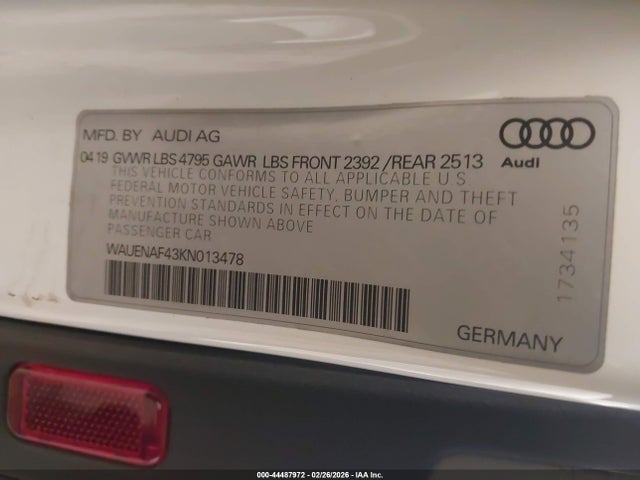 MFD. BY AUDI AG
04 19 GVWR LBS 4795 GAWR LBS FRONT 2392 /REAR 2513
THIS VEHICLE CONFORMS TO ALL APPLICABLE U S
FEDERAL MOTOR VEHICLE SAFETY, BUMPER AND THEFT
PREVENTION STANDARDS IN EFFECT ON THE DATE OF
MANUFACTURE SHOWN ABOVE
PASSENGER CAR
WAUENAF43KN013478
Audi
1734135
GERMANY
000-44487972 | 02/26/2026 - IAA Inc.